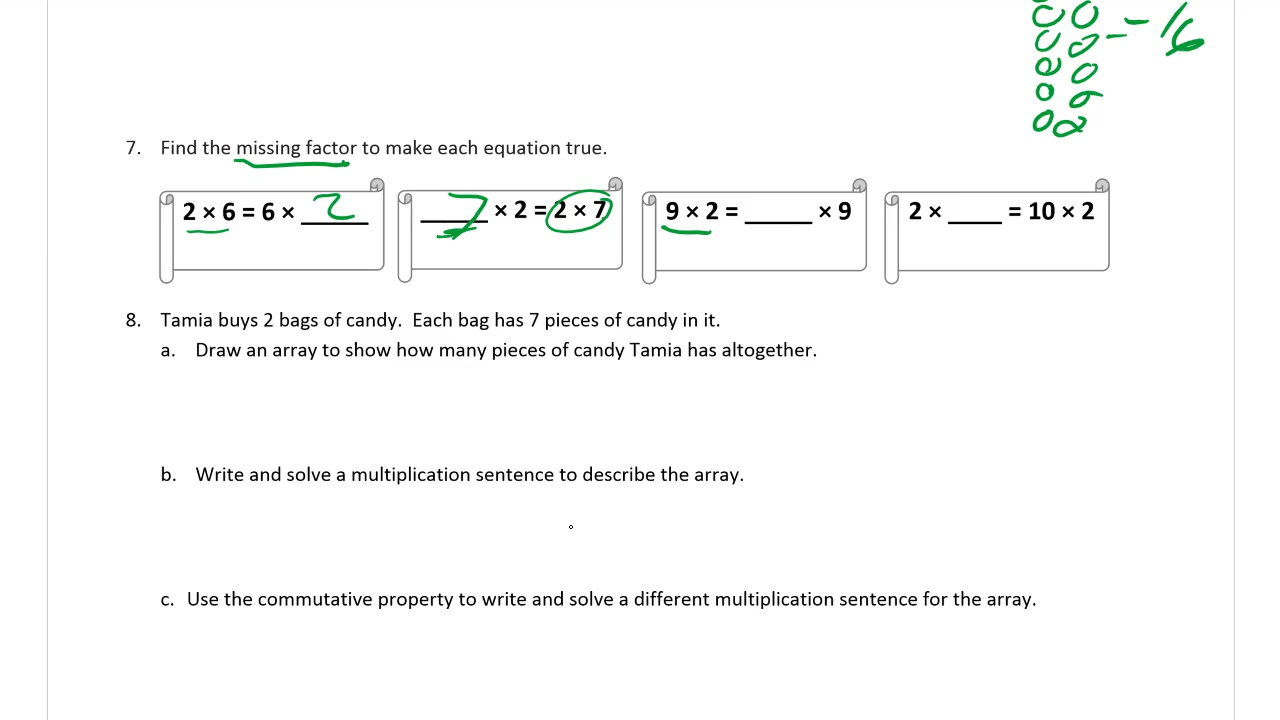 = 16
7. Find the missing factor to make each equation true.
2 × 6 = 6 × 2
7 × 2 = 2 × 7
9 × 2 = ______ × 9
2 × _____ = 10 × 2
8. Tamia buys 2 bags of candy. Each bag has 7 pieces of candy in it.
a. Draw an array to show how many pieces of candy Tamia has altogether.
b. Write and solve a multiplication sentence to describe the array.
c. Use the commutative property to write and solve a different multiplication sentence for the array.